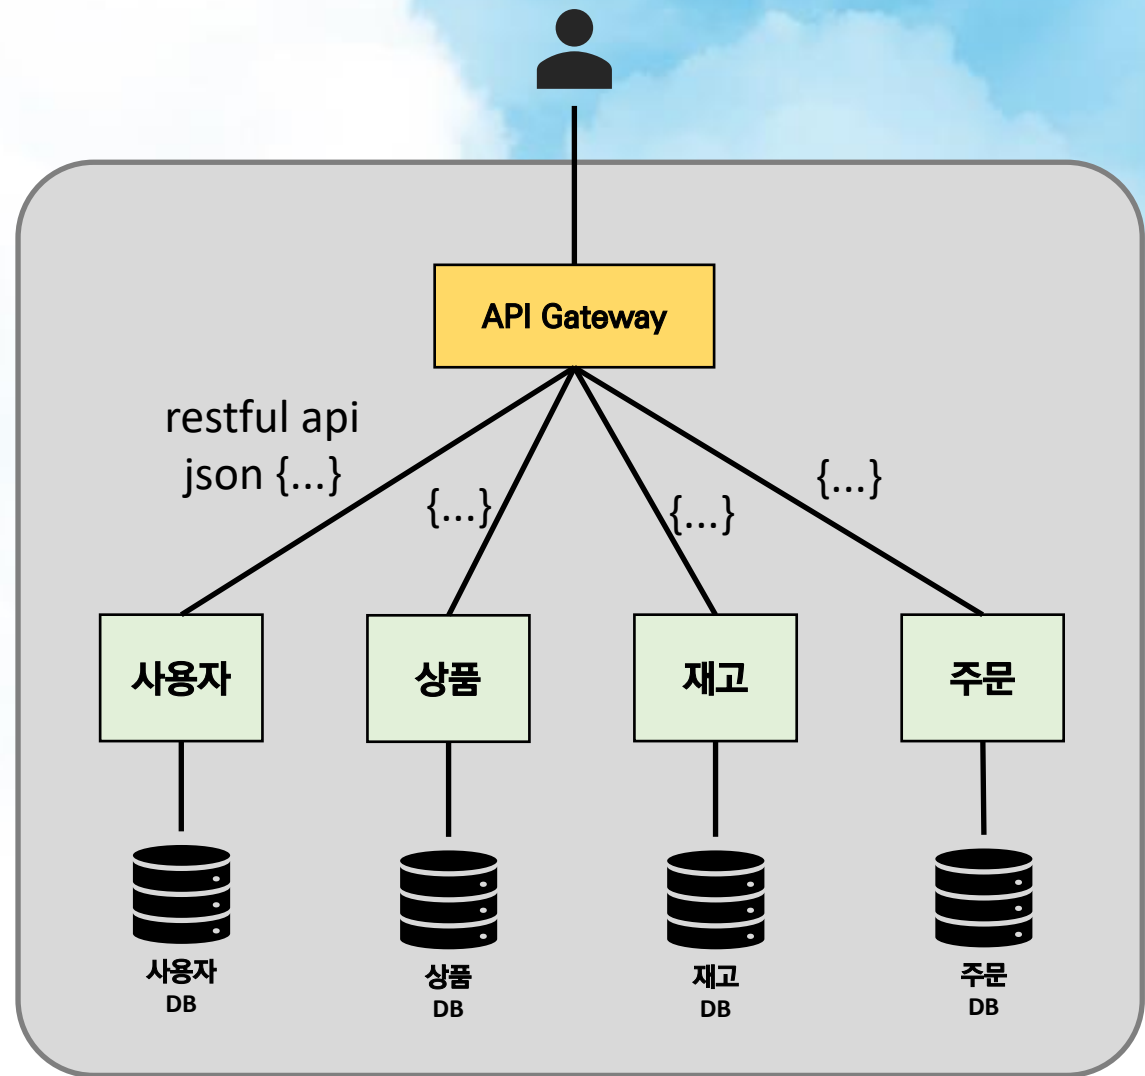 API Gateway
restful api
json {...}
{...}
{...}
{...}
사용자
상품
재고
주문
사용자
DB
상품
DB
재고
DB
주문
DB